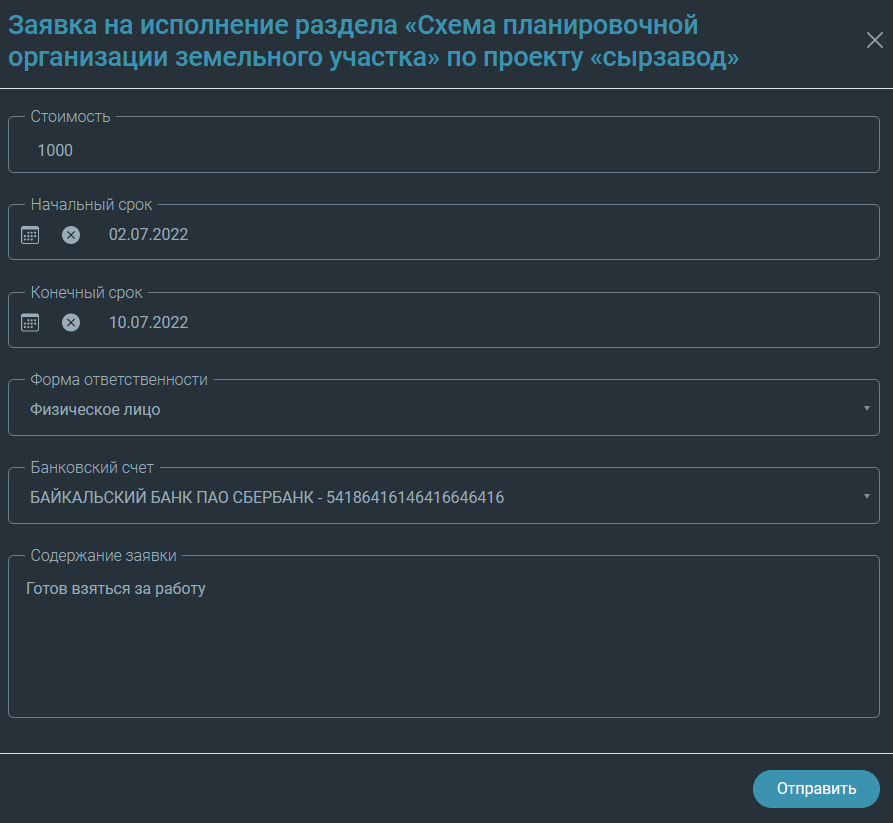 Заявка на исполнение раздела «Схема планировочной
организации земельного участка» по проекту «сырзавод»
Стоимость
1000
Начальный срок
02.07.2022
Конечный срок
10.07.2022
Форма ответственности
Физическое лицо
Банковский счет
БАЙКАЛЬСКИЙ БАНК ПАО СБЕРБАНК - 54186416146416646416
Содержание заявки
Готов взяться за работу
Отправить